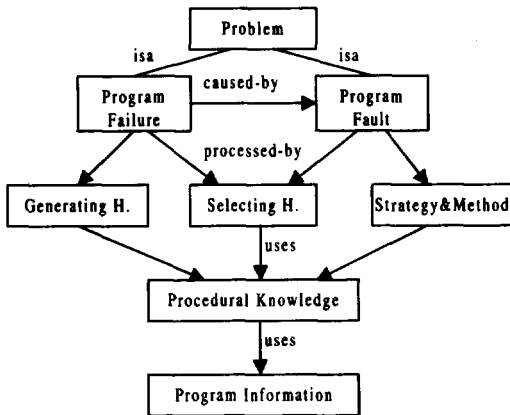 Problem
isa
isa
Program
Failure
caused-by
Program
Fault
processed-by
Generating H.
Selecting H.
Strategy&Method
uses
Procedural Knowledge
uses
Program Information